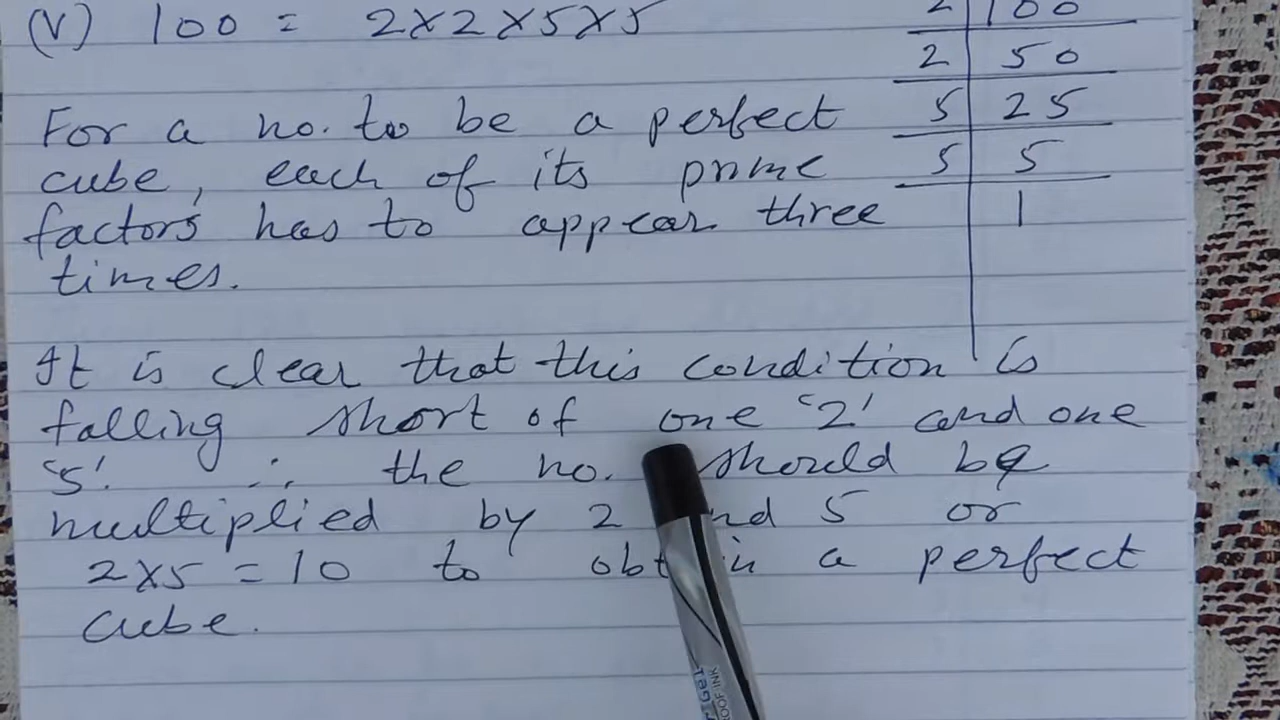 (V) 100 = 2×2×5×5
2 | 100
2 | 50
5 | 25
5 | 5
1
For a no. to be a perfect
cube, each of its prime
factors has to appear three
times.
It is clear that this condition is
falling short of one '2' and one
'5'. ∴ the no. should be
multiplied by 2 and 5 or
2×5 = 10 to obtain a perfect
cube.
OOF INK